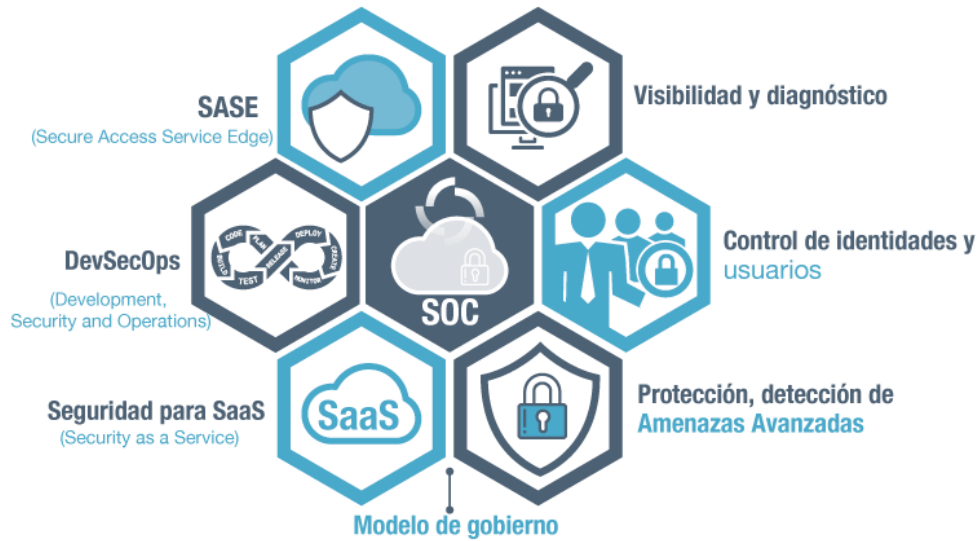 SASE
(Secure Access Service Edge)
Visibilidad y diagnóstico
DevSecOps
(Development,
Security and Operations)
CODE
PLAN
DEPLOY
BUILD
TEST
RELEASE
MONITOR
CREATE
SOC
Control de identidades y
usuarios
Seguridad para SaaS
(Security as a Service)
SaaS
Protección, detección de
Amenazas Avanzadas
Modelo de gobierno